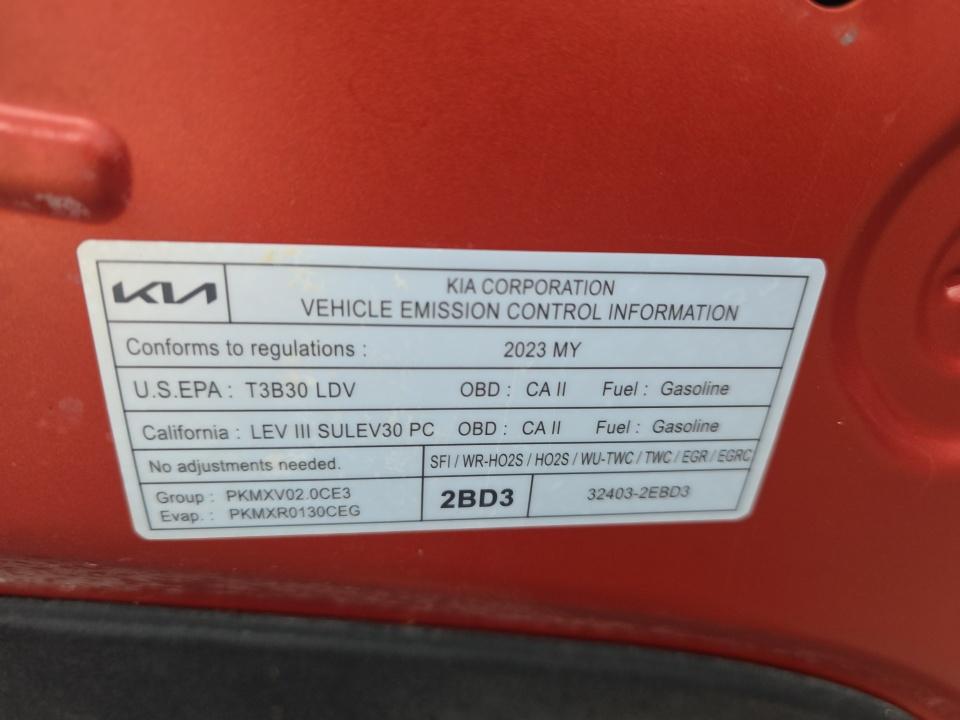 KIA
KIA CORPORATION
VEHICLE EMISSION CONTROL INFORMATION
Conforms to regulations : 2023 MY
U.S.EPA : T3B30 LDV OBD : CA II Fuel : Gasoline
California : LEV III SULEV30 PC OBD : CA II Fuel : Gasoline
No adjustments needed. SFI / WR-HO2S / HO2S / WU-TWC / TWC / EGR / EGRC
Group : PKMXV02.0CE3
Evap. : PKMXR0130CEG
2BD3
32403-2EBD3